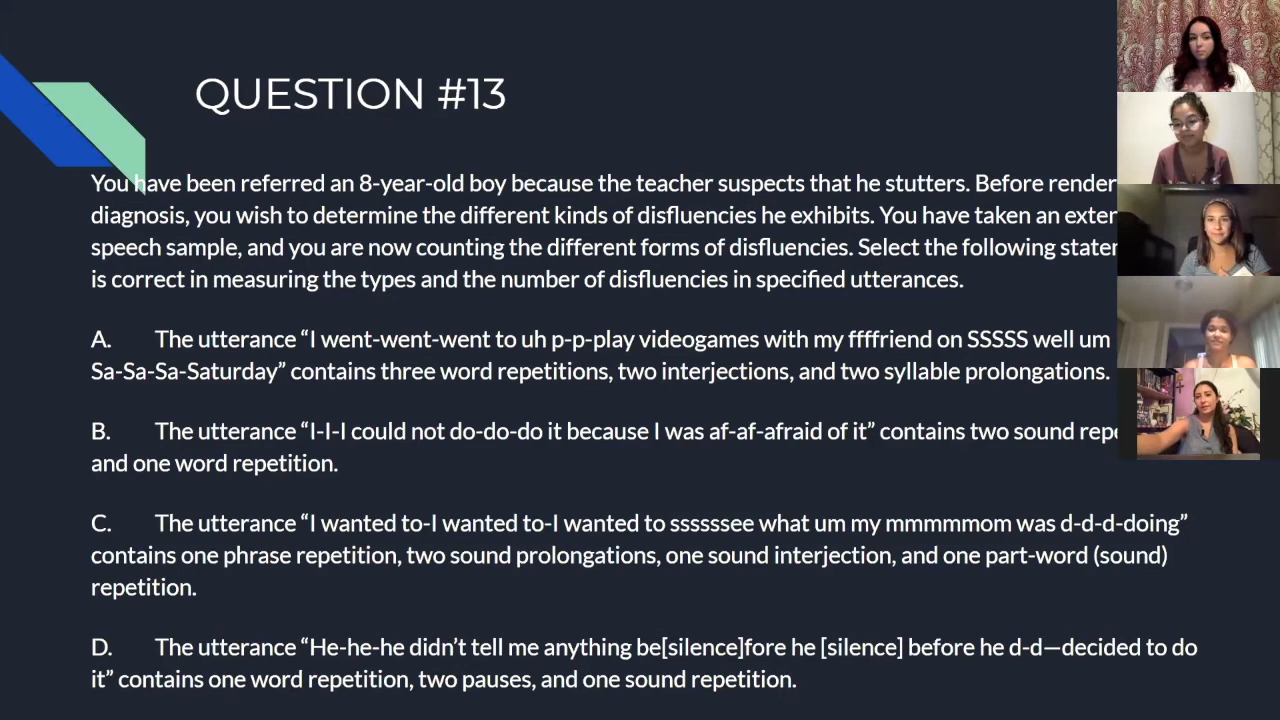 QUESTION #13
You have been referred an 8-year-old boy because the teacher suspects that he stutters. Before
diagnosis, you wish to determine the different kinds of disfluencies he exhibits. You have taken an
speech sample, and you are now counting the different forms of disfluencies. Select the following
is correct in measuring the types and the number of disfluencies in specified utterances.
A. The utterance “I went-went-went to uh p-p-play videogames with my ffffriend on SSSSS well um
Sa-Sa-Sa-Saturday” contains three word repetitions, two interjections, and two syllable prolongations.
B. The utterance “I-I-I could not do-do-do it because I was af-af-afraid of it” contains two sound
and one word repetition.
C. The utterance “I wanted to-I wanted to-I wanted to ssssssee what um my mmmmmom was d-d-d-doing”
contains one phrase repetition, two sound prolongations, one sound interjection, and one part-word (sound)
repetition.
D. The utterance “He-he-he didn’t tell me anything be[silence]fore he [silence] before he d-d—decided to do
it” contains one word repetition, two pauses, and one sound repetition.